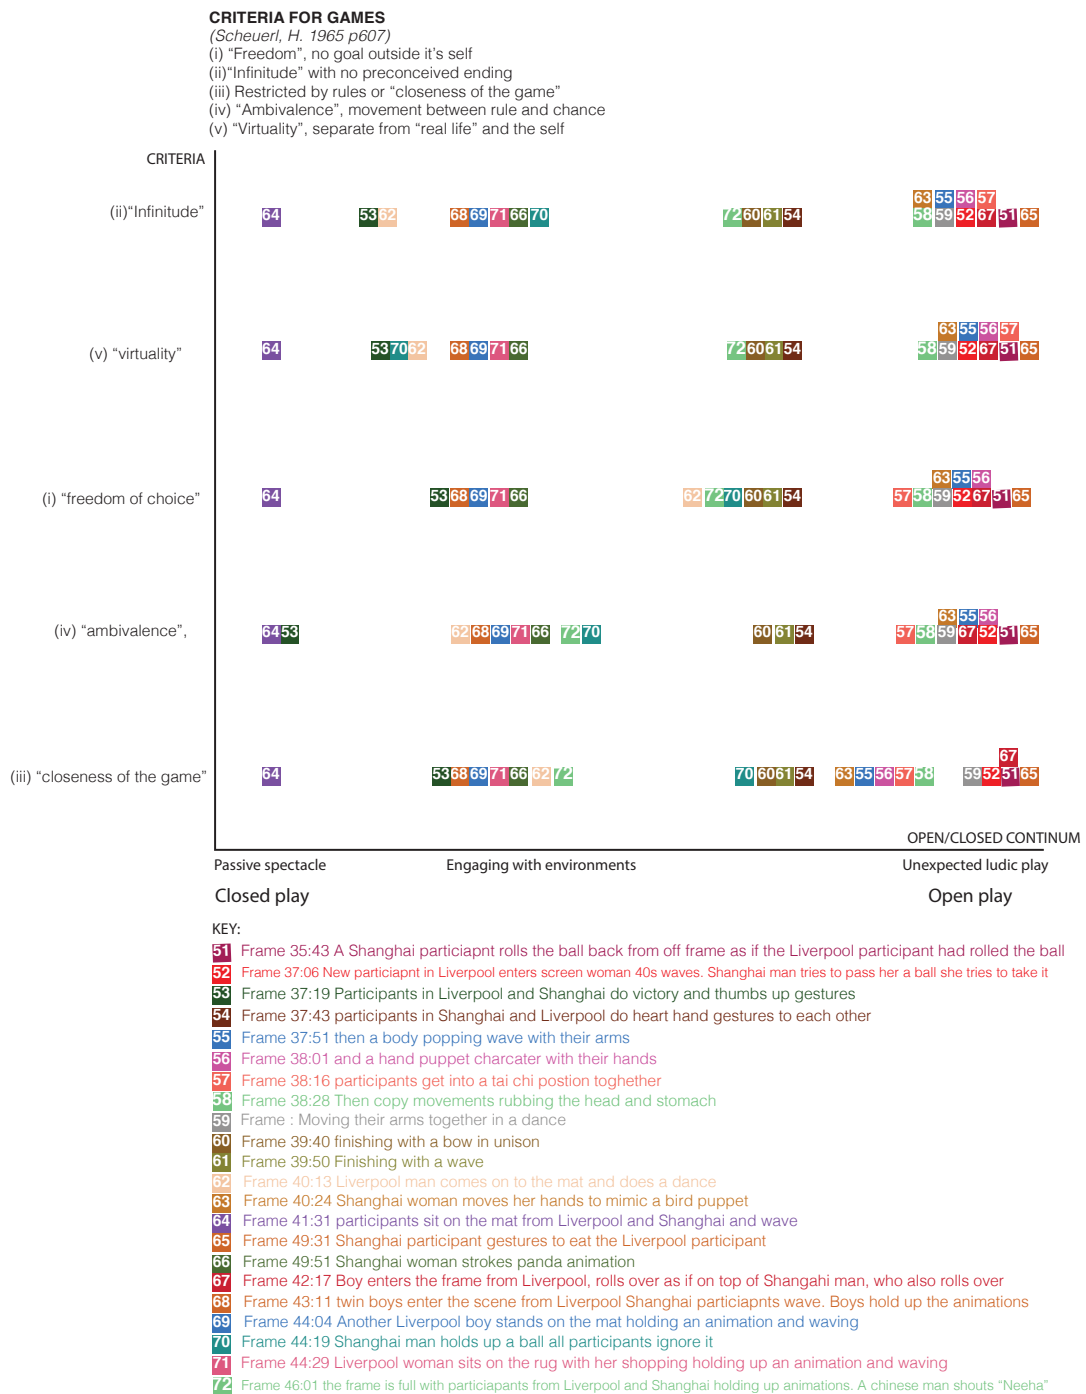 CRITERIA FOR GAMES
(Scheuerl, H. 1965 p607)
(i) “Freedom”, no goal outside it’s self
(ii)“Infinitude” with no preconceived ending
(iii) Restricted by rules or “closeness of the game”
(iv) “Ambivalence”, movement between rule and chance
(v) “Virtuality”, separate from “real life” and the self
CRITERIA
63 55 56 57
(ii)“Infinitude” 64 53 62 68 69 71 66 70 72 60 61 54 58 59 52 67 51 65
63 55 56 57
(v) “virtuality” 64 53 70 62 68 69 71 66 72 60 61 54 58 59 52 67 51 65
63 55 56
(i) “freedom of choice” 64 53 68 69 71 66 62 72 70 60 61 54 57 58 59 52 67 51 65
63 55 56
(iv) “ambivalence”, 64 53 62 68 69 71 66 72 70 60 61 54 57 58 59 67 52 51 65
67
(iii) “closeness of the game” 64 53 68 69 71 66 62 72 70 60 61 54 63 55 56 57 58 59 52 51 65
OPEN/CLOSED CONTINUM
Passive spectacle Engaging with environments Unexpected ludic play
Closed play Open play
KEY:
51 Frame 35:43 A Shanghai particiapnt rolls the ball back from off frame as if the Liverpool participant had rolled the ball
52 Frame 37:06 New particiapnt in Liverpool enters screen woman 40s waves. Shanghai man tries to pass her a ball she tries to take it
53 Frame 37:19 Participants in Liverpool and Shanghai do victory and thumbs up gestures
54 Frame 37:43 participants in Shanghai and Liverpool do heart hand gestures to each other
55 Frame 37:51 then a body popping wave with their arms
56 Frame 38:01 and a hand puppet charcater with their hands
57 Frame 38:16 participants get into a tai chi postion toghether
58 Frame 38:28 Then copy movements rubbing the head and stomach
59 Frame : Moving their arms together in a dance
60 Frame 39:40 finishing with a bow in unison
61 Frame 39:50 Finishing with a wave
62 Frame 40:13 Liverpool man comes on to the mat and does a dance
63 Frame 40:24 Shanghai woman moves her hands to mimic a bird puppet
64 Frame 41:31 participants sit on the mat from Liverpool and Shanghai and wave
65 Frame 49:31 Shanghai participant gestures to eat the Liverpool participant
66 Frame 49:51 Shanghai woman strokes panda animation
67 Frame 42:17 Boy enters the frame from Liverpool, rolls over as if on top of Shangahi man, who also rolls over
68 Frame 43:11 twin boys enter the scene from Liverpool Shanghai particiapnts wave. Boys hold up the animations
69 Frame 44:04 Another Liverpool boy stands on the mat holding an animation and waving
70 Frame 44:19 Shanghai man holds up a ball all participants ignore it
71 Frame 44:29 Liverpool woman sits on the rug with her shopping holding up an animation and waving
72 Frame 46:01 the frame is full with partciapants from Liverpool and Shanghai holding up animations. A chinese man shouts “Neeha”